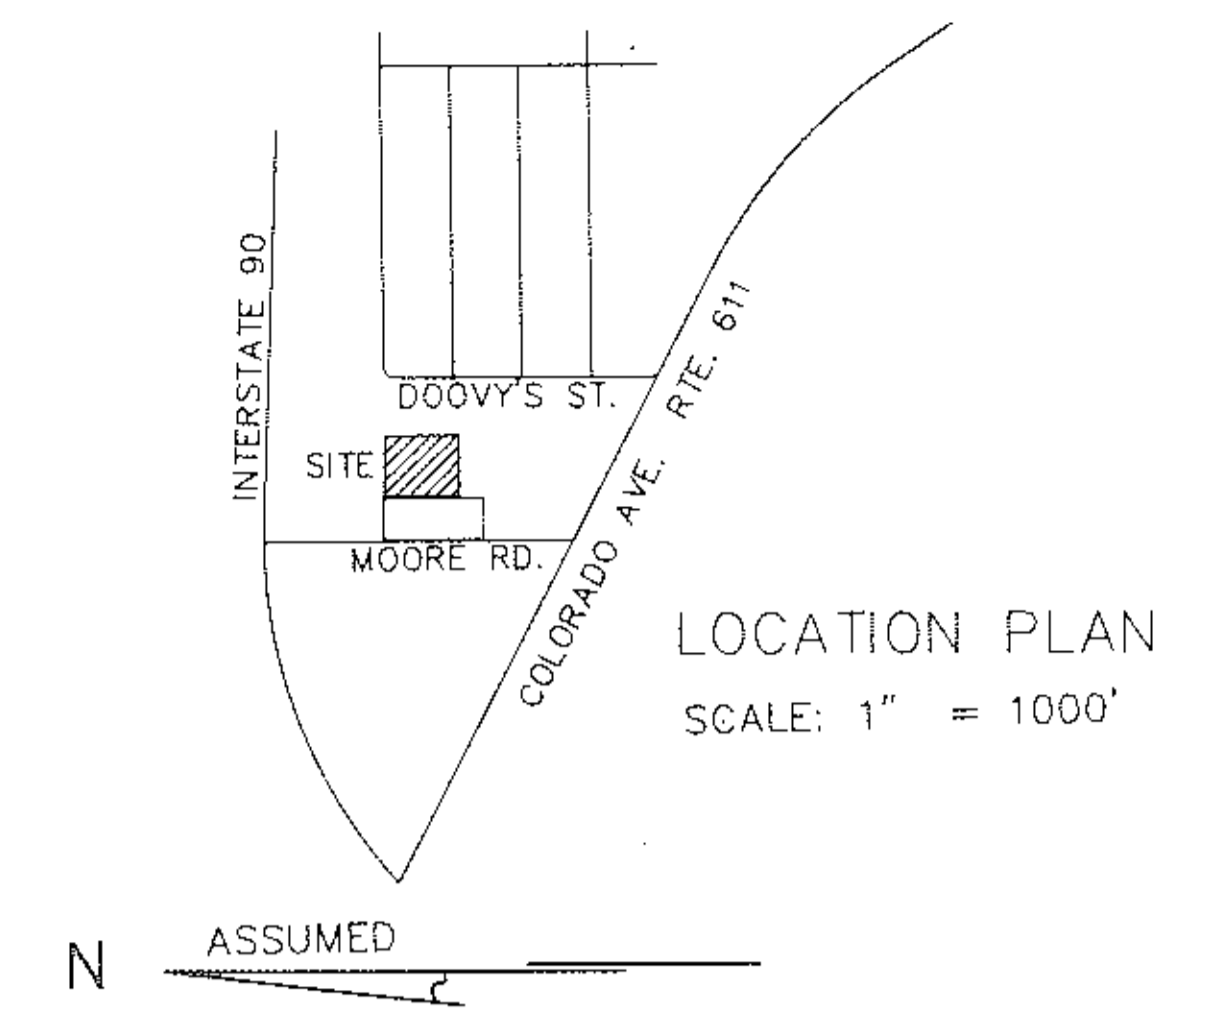 INTERSTATE 90
DOOVY'S ST.
SITE
MOORE RD.
COLORADO AVE. RTE. 611
LOCATION PLAN
SCALE: 1" = 1000'
N
ASSUMED